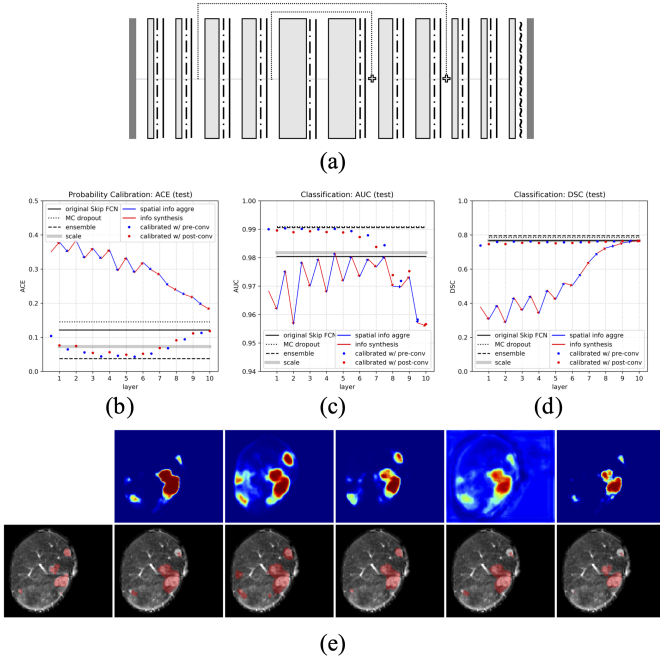 (a)
Probability Calibration: ACE (test)
ACE
0.5
0.4
0.3
0.2
0.1
0.0
original Skip FCN
MC dropout
ensemble
scale
spatial info aggre
info synthesis
calibrated w/ pre-conv
calibrated w/ post-conv
1 2 3 4 5 6 7 8 9 10
layer
(b)
Classification: AUC (test)
AUC
1.00
0.99
0.98
0.97
0.96
0.95
0.94
original Skip FCN
MC dropout
ensemble
scale
spatial info aggre
info synthesis
calibrated w/ pre-conv
calibrated w/ post-conv
1 2 3 4 5 6 7 8 9 10
layer
(c)
Classification: DSC (test)
DSC
1.0
0.8
0.6
0.4
0.2
0.0
original Skip FCN
MC dropout
ensemble
scale
spatial info aggre
info synthesis
calibrated w/ pre-conv
calibrated w/ post-conv
1 2 3 4 5 6 7 8 9 10
layer
(d)
(e)